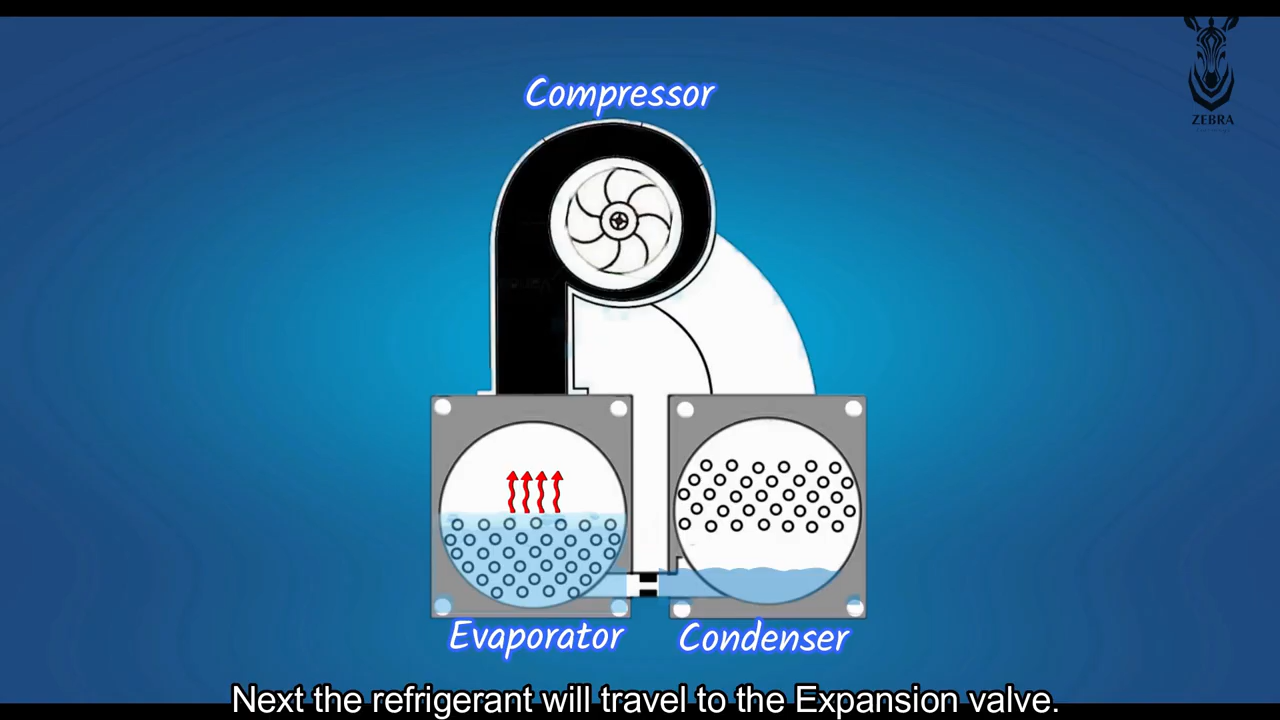 Compressor
ZEBRA
Evaporator
Condenser
Next the refrigerant will travel to the Expansion valve.